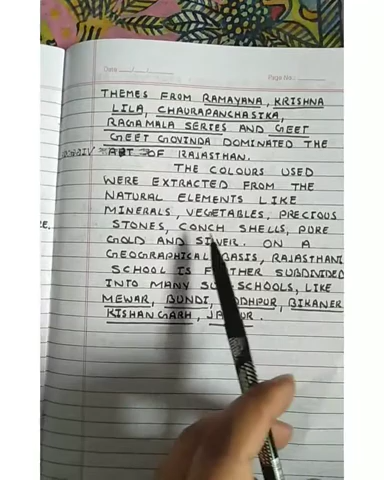 Date ___/___/___
Page No.:
THEMES FROM RAMAYANA, KRISHNA
LILA, CHAURAPANCHASIKA,
RAGAMALA SERIES AND GEET
GEET GOVINDA DOMINATED THE
ART OF RAJASTHAN.
THE COLOURS USED
WERE EXTRACTED FROM THE
NATURAL ELEMENTS LIKE
MINERALS, VEGETABLES, PRECIOUS
STONES, CONCH SHELLS, PURE
GOLD AND SILVER. ON A
GEOGRAPHICAL BASIS, RAJASTHANI
SCHOOL IS FURTHER SUBDIVIDED
INTO MANY SUB-SCHOOLS, LIKE
MEWAR, BUNDI, JODHPUR, BIKANER
KISHANGARH, JAIPUR.